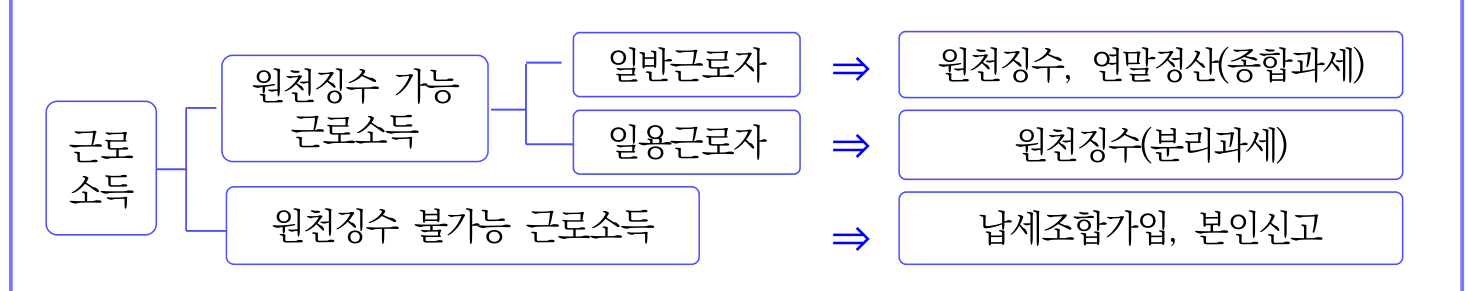 근로
소득
원천징수 가능
근로소득
일반근로자
⇒
원천징수, 연말정산(종합과세)
일용근로자
⇒
원천징수(분리과세)
원천징수 불가능 근로소득
⇒
납세조합가입, 본인신고